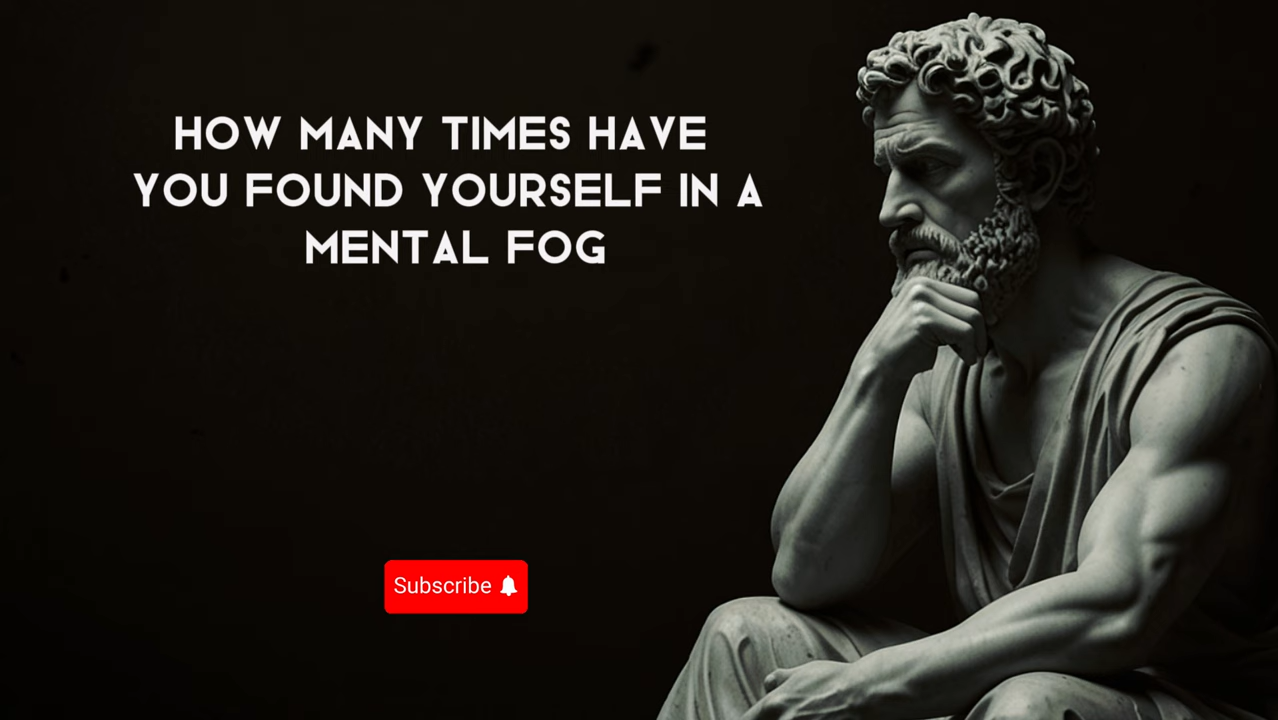 HOW MANY TIMES HAVE
YOU FOUND YOURSELF IN A
MENTAL FOG
Subscribe